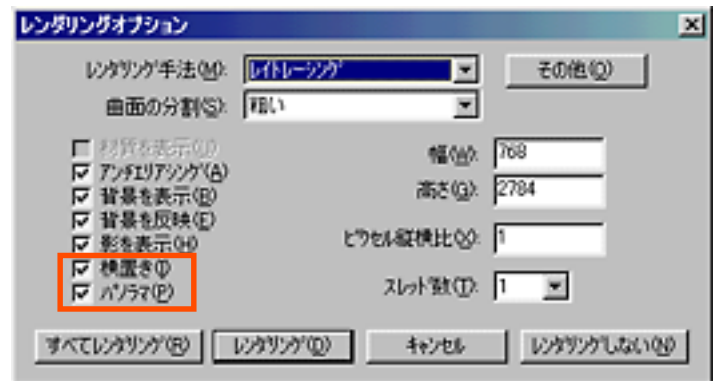 レンダリングオプション
レンダリング手法(M): レイトレーシング その他(O)
曲面の分割(S): 粗い
材質を表示(J)
アンチエリアシング(A)
背景を表示(B)
背景を反映(E)
影を表示(H)
横置き(I)
パノラマ(P)
幅(W): 768
高さ(G): 2784
ピクセル縦横比(X): 1
スレッド数(T): 1
すべてレンダリング(R) レンダリング(D) キャンセル レンダリングしない(N)